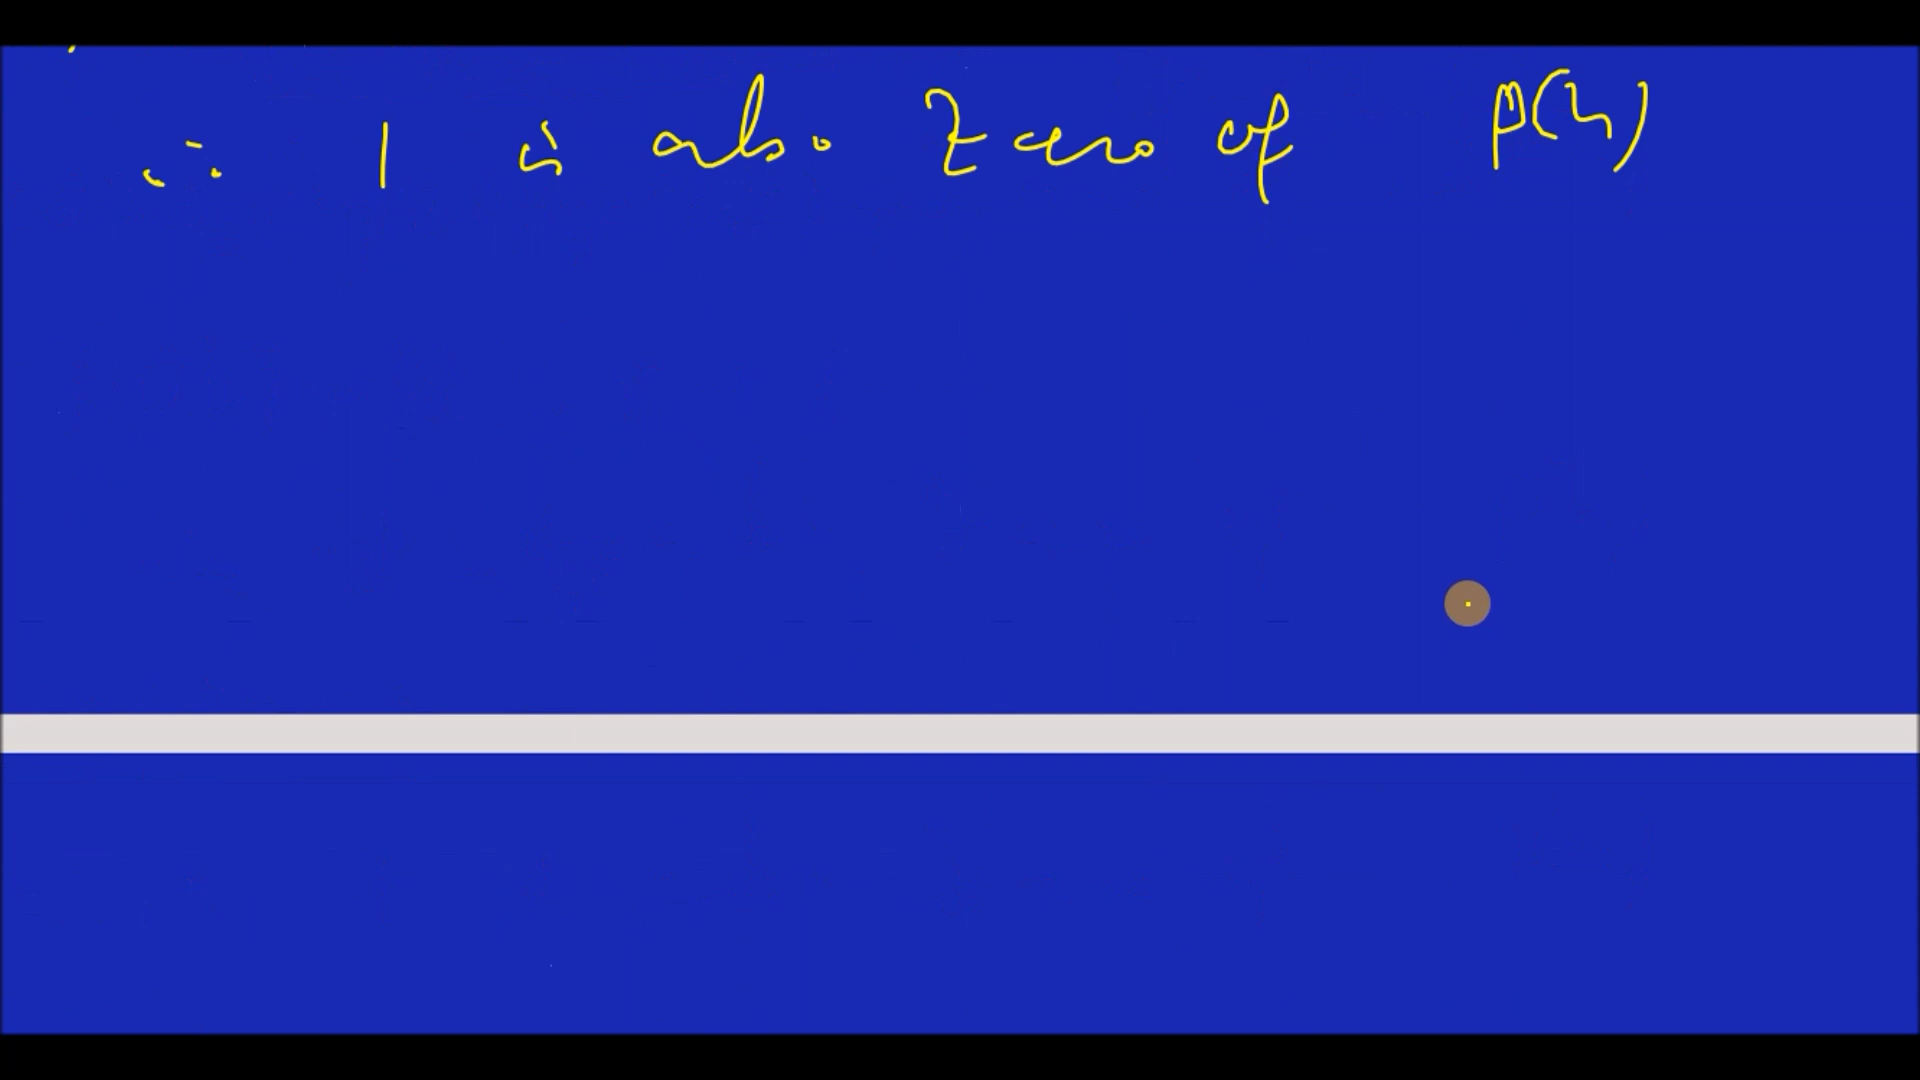 ∴ 1 is also Zero of p(x)